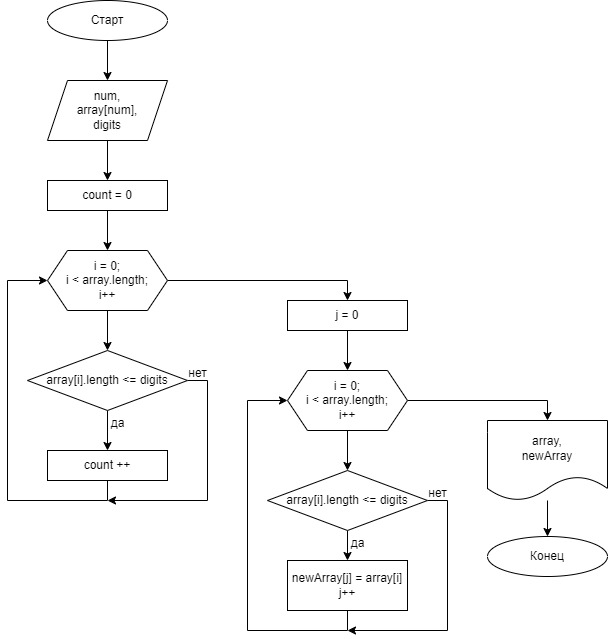 Старт
num,
array[num],
digits
count = 0
i = 0;
i < array.length;
i++
array[i].length <= digits
нет
да
count ++
j = 0
i = 0;
i < array.length;
i++
array[i].length <= digits
нет
да
newArray[j] = array[i]
j++
array,
newArray
Конец